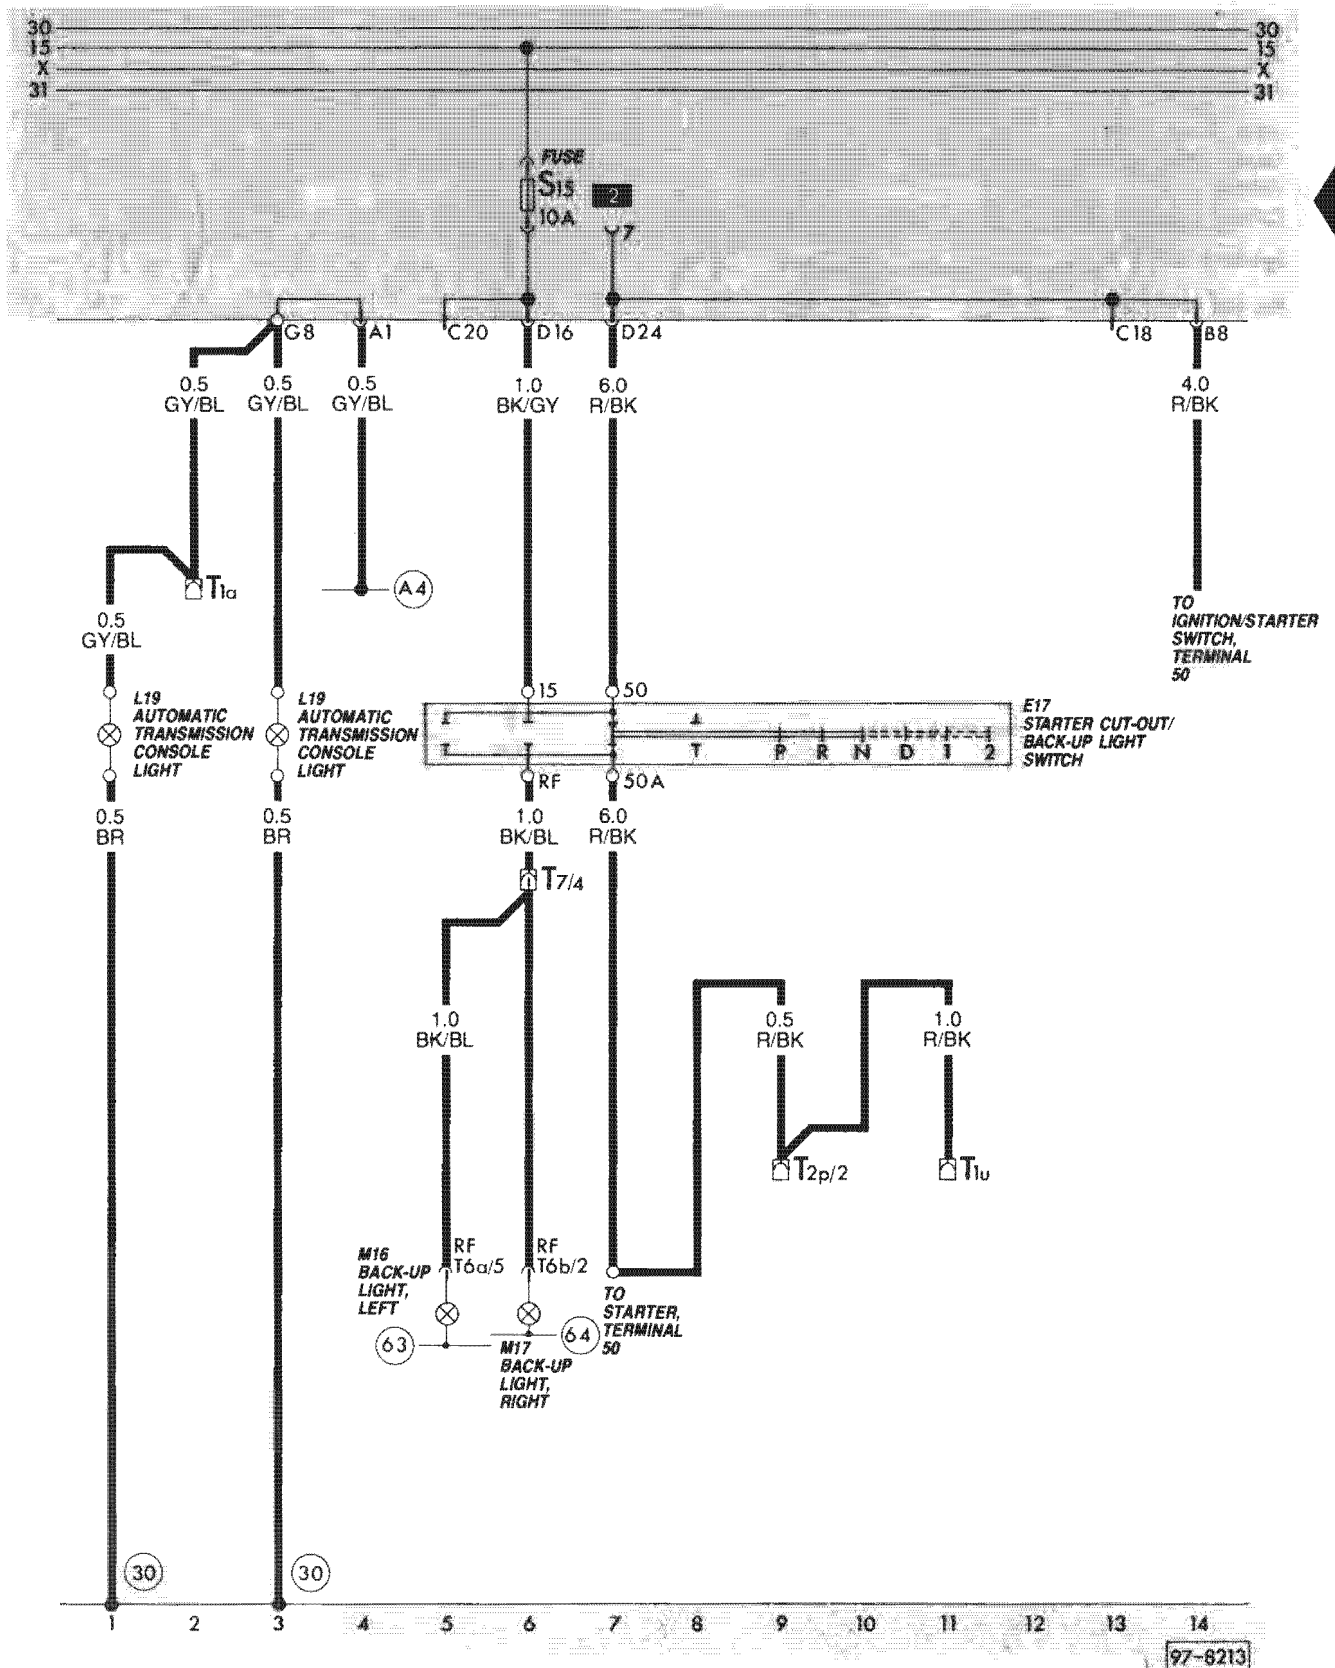 30 30
15 15
X X
31 31
FUSE
S15
10A
2
7
G8 A1 C20 D16 D24 C18 B8
0.5 0.5 0.5 1.0 6.0 4.0
GY/BL GY/BL GY/BL BK/GY R/BK R/BK
T1a
A4
0.5
GY/BL
TO
IGNITION/STARTER
SWITCH,
TERMINAL
50
L19
AUTOMATIC
TRANSMISSION
CONSOLE
LIGHT
L19
AUTOMATIC
TRANSMISSION
CONSOLE
LIGHT
15 50
P R N D 1 2
E17
STARTER CUT-OUT/
BACK-UP LIGHT
SWITCH
RF 50A
0.5 0.5 1.0 6.0
BR BR BK/BL R/BK
T7/4
1.0 0.5 1.0
BK/BL R/BK R/BK
T2p/2 T1u
M16
BACK-UP
LIGHT,
LEFT
RF
T6a/5
RF
T6b/2
TO
STARTER,
TERMINAL
50
63
64
M17
BACK-UP
LIGHT,
RIGHT
30 30
1 2 3 4 5 6 7 8 9 10 11 12 13 14
97-8213